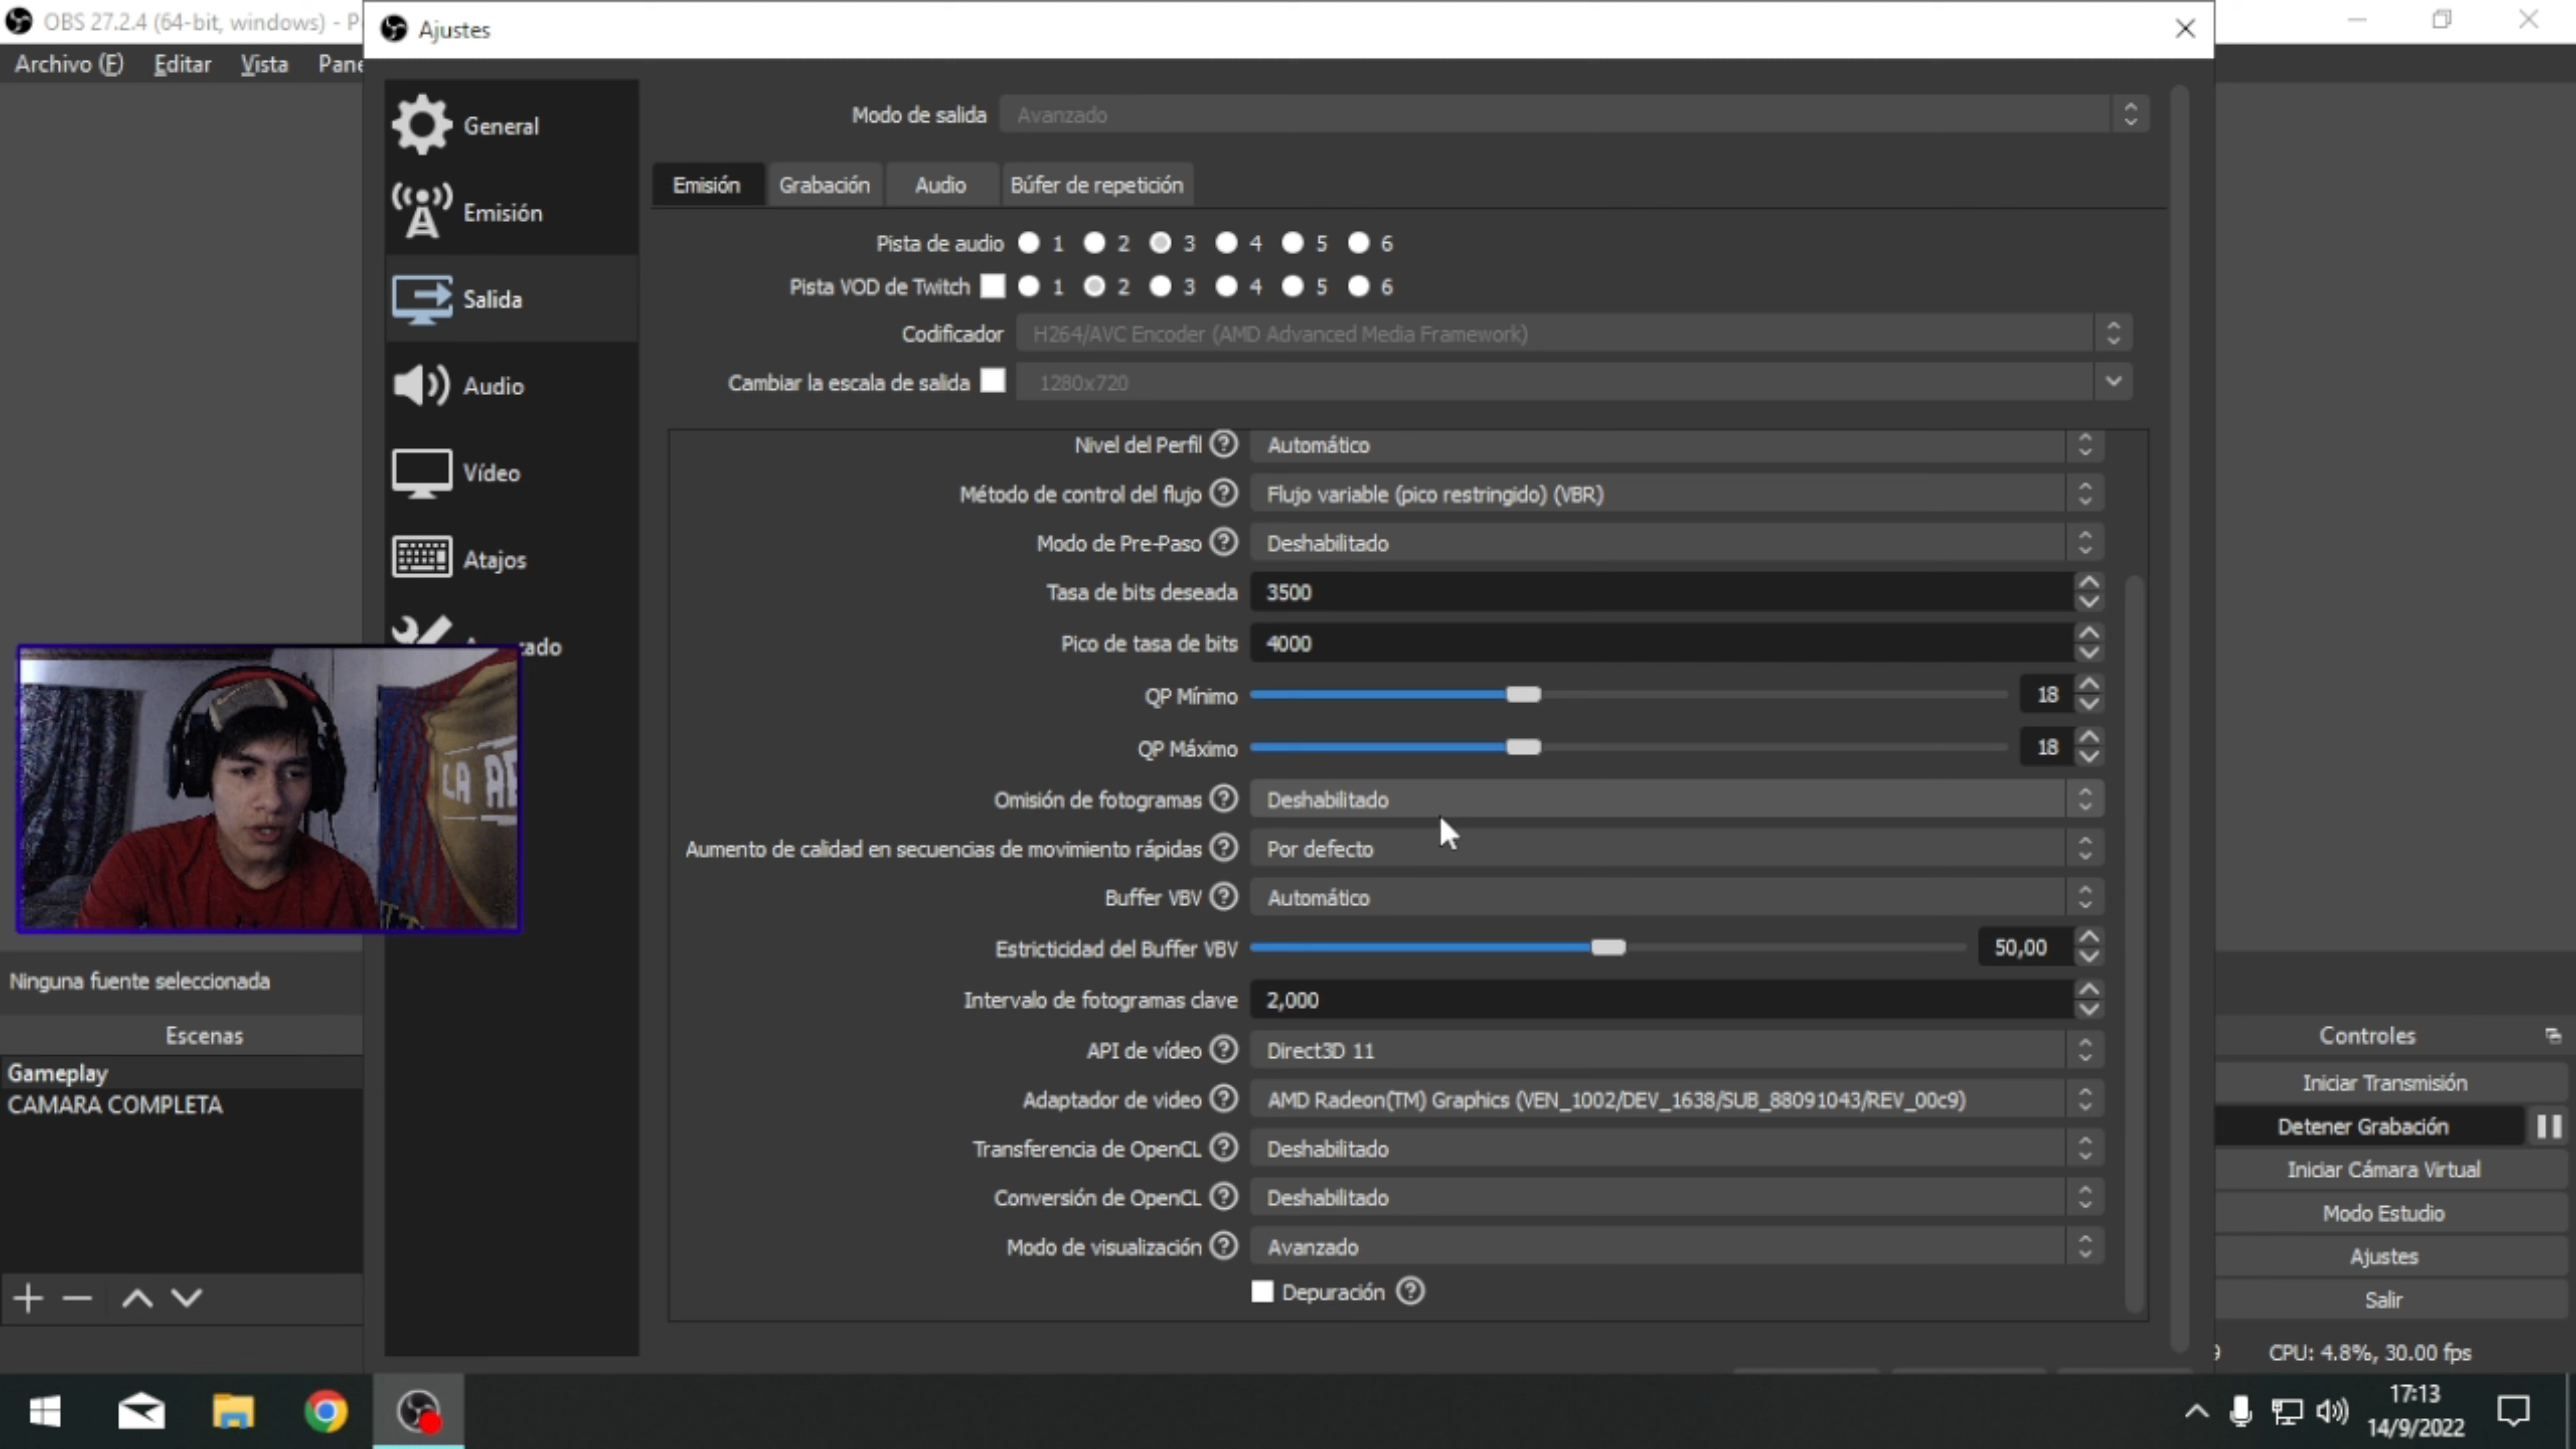 OBS 27.2.4 (64-bit, windows) - P
Ajustes
Archivo (F) Editar Vista Pane
General
Emisión
Salida
Audio
Vídeo
Atajos
ado
Modo de salida Avanzado
Emisión Grabación Audio Búfer de repetición
Pista de audio 1 2 3 4 5 6
Pista VOD de Twitch 1 2 3 4 5 6
Codificador H264/AVC Encoder (AMD Advanced Media Framework)
Cambiar la escala de salida 1280x720
Nivel del Perfil ? Automático
Método de control del flujo ? Flujo variable (pico restringido) (VBR)
Modo de Pre-Paso ? Deshabilitado
Tasa de bits deseada 3500
Pico de tasa de bits 4000
QP Mínimo 18
QP Máximo 18
Omisión de fotogramas ? Deshabilitado
Aumento de calidad en secuencias de movimiento rápidas ? Por defecto
Buffer VBV ? Automático
Estricticidad del Buffer VBV 50,00
Intervalo de fotogramas clave 2,000
API de vídeo ? Direct3D 11
Adaptador de video ? AMD Radeon(TM) Graphics (VEN_1002/DEV_1638/SUB_88091043/REV_00c9)
Transferencia de OpenCL ? Deshabilitado
Conversión de OpenCL ? Deshabilitado
Modo de visualización ? Avanzado
Depuración ?
LA
Ninguna fuente seleccionada
Escenas
Gameplay
CAMARA COMPLETA
Controles
Iniciar Transmisión
Detener Grabación
Iniciar Cámara Virtual
Modo Estudio
Ajustes
Salir
9 CPU: 4.8%, 30.00 fps
17:13
14/9/2022